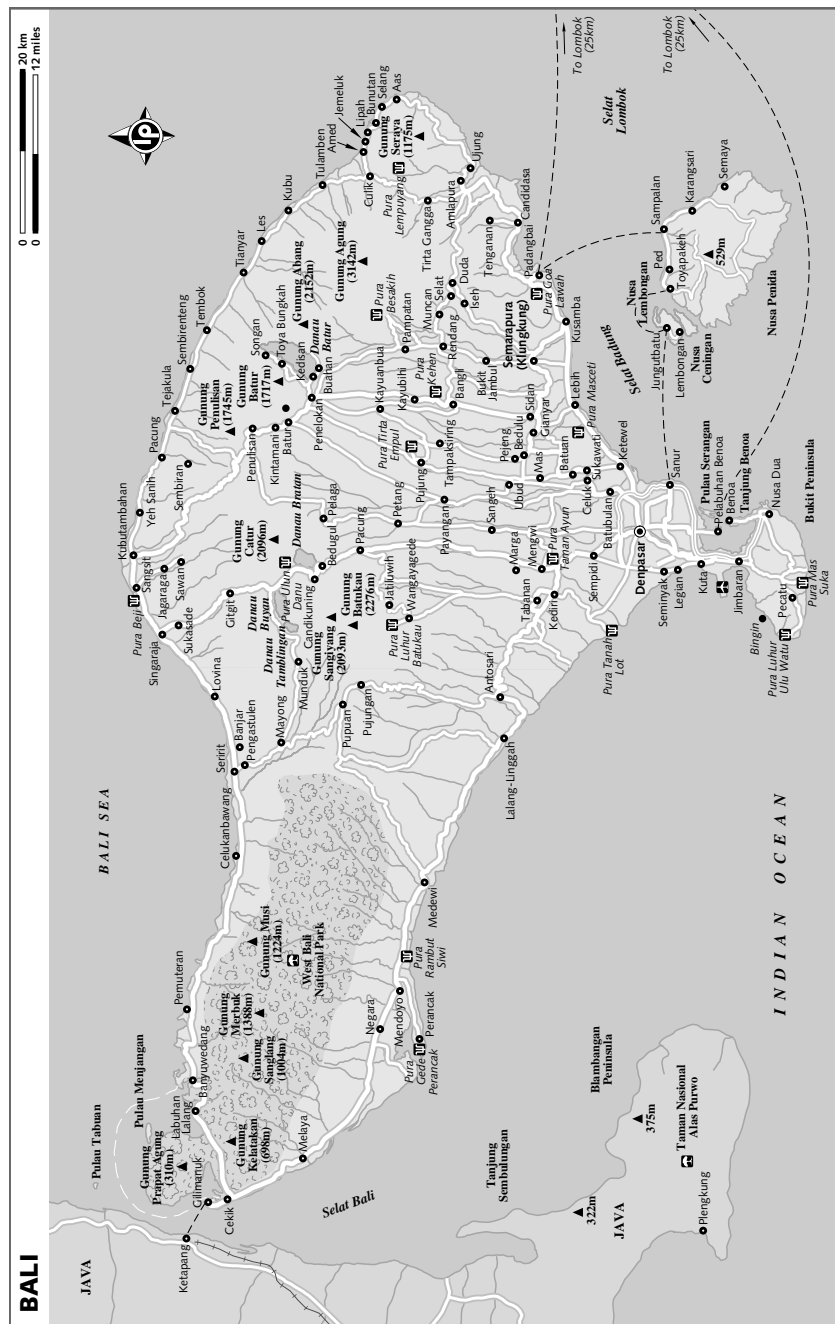 BALI
0 20 km
0 12 miles
JAVA
Ketapang
Pulau Tabuan
Pulau Menjangan
Gunung
Prapat Agung
(310m)
Gilimanuk
Cekik
Labuhan
Lalang
Banyuwedang
Gunung
Kelatakan
(698m)
Gunung
Sanglang
(1004m)
Gunung
Merbuk
(1388m)
Gunung Musi
(1224m)
West Bali
National Park
Pemuteran
Melaya
Negara
Mendoyo
Perancak
Pura
Gede
Perancak
Pura
Rambut
Siwi
Medewi
Selat Bali
BALI SEA
Celukanbawang
Seririt
Banjar
Pengastulen
Mayong
Lovina
Pupuan
Pujungan
Antosari
Lalang-Linggah
Singaraja
Sukasade
Pura Beji
Sangsit
Jagaraga
Sawan
Kubutambahan
Gitgit
Danau
Buyan
Danau
Tamblingan
Munduk
Pura Ulun
Danu
Candikuning
Gunung
Sangiyang
(2093m)
Gunung
Batukau
(2276m)
Gunung
Catur
(2096m)
Danau Bratan
Bedugul
Pacung
Pelaga
Jatiluwih
Wangayagede
Pura
Luhur
Batukau
Yeh Sanih
Sembiran
Pacung
Tejakula
Sembirenteng
Tembok
Tianyar
Les
Kubu
Tulamben
Gunung
Penulisan
(1745m)
Gunung
Batur
(1717m)
Penulisan
Kintamani
Batur
Penelokan
Songan
Toya Bungkah
Kedisan
Buahan
Danau
Batur
Gunung Abang
(2152m)
Gunung Agung
(3142m)
Pura
Besakih
Amed
Jemeluk
Lipah
Bunutan
Selang
Aas
Gunung
Seraya
(1175m)
Culik
Pura
Lempuyang
Tirta Gangga
Amlapura
Ujung
Tenganan
Candidasa
Padangbai
Pura Goa
Lawah
Kusamba
Duda
Iseh
Selat
Muncan
Rendang
Pampatan
Kayuanbua
Kayubihi
Pura
Kehen
Bangli
Bukit
Jambul
Semarapura
(Klungkung)
Pura Tirta
Empul
Tampaksiring
Pujung
Petang
Payangan
Sangeh
Ubud
Pejeng
Bedulu
Mas
Sidan
Gianyar
Lebih
Pura Masceti
Batuan
Sukawati
Celuk
Ketewel
Batubulan
Marga
Mengwi
Pura
Taman Ayun
Tabanan
Kediri
Sempidi
Pura Tanah
Lot
Denpasar
Sanur
Seminyak
Legian
Kuta
Jimbaran
Pulau Serangan
Pelabuhan Benoa
Benoa
Tanjung Benoa
Nusa Dua
Bukit Peninsula
Bingin
Pecatu
Pura Luhur
Ulu Watu
Pura Mas
Suka
Selat Badung
Nusa
Lembongan
Jungutbatu
Lembongan
Nusa
Ceningan
Toyapakeh
Ped
Sampalan
Karangsari
Semaya
529m
Nusa Penida
Selat
Lombok
To Lombok
(25km)
To Lombok
(25km)
INDIAN OCEAN
Tanjung
Sembulungan
Blambangan
Peninsula
322m
JAVA
375m
Taman Nasional
Alas Purwo
Plengkung
lp